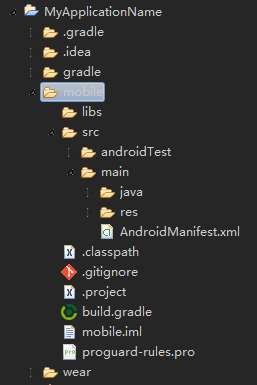 MyApplicationName
.gradle
.idea
gradle
mobile
libs
src
androidTest
main
java
res
AndroidManifest.xml
.classpath
.gitignore
.project
build.gradle
mobile.iml
proguard-rules.pro
wear